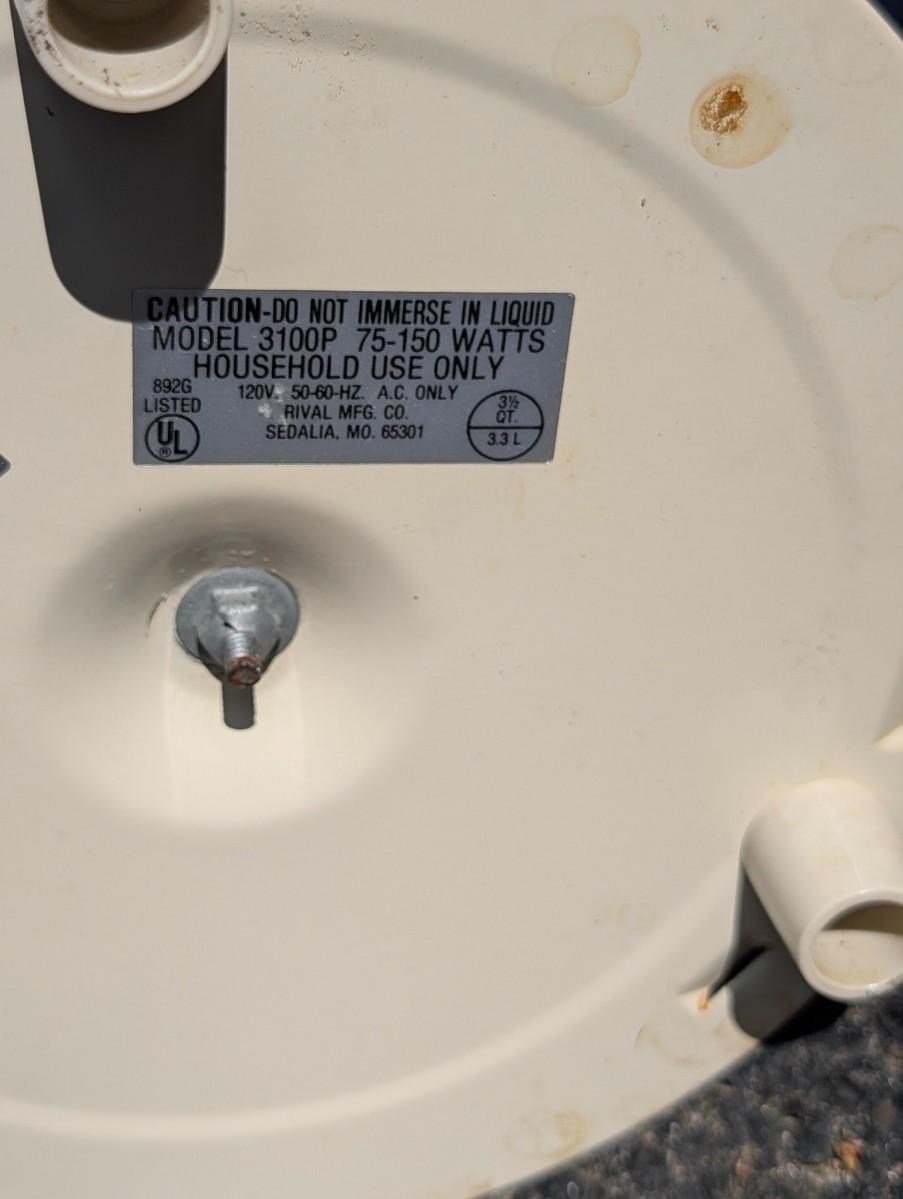 CAUTION-DO NOT IMMERSE IN LIQUID
MODEL 3100P 75-150 WATTS
HOUSEHOLD USE ONLY
892G
LISTED
UL
®
120V. 50-60-HZ. A.C. ONLY
RIVAL MFG. CO.
SEDALIA, MO. 65301
3½
QT.
3.3 L